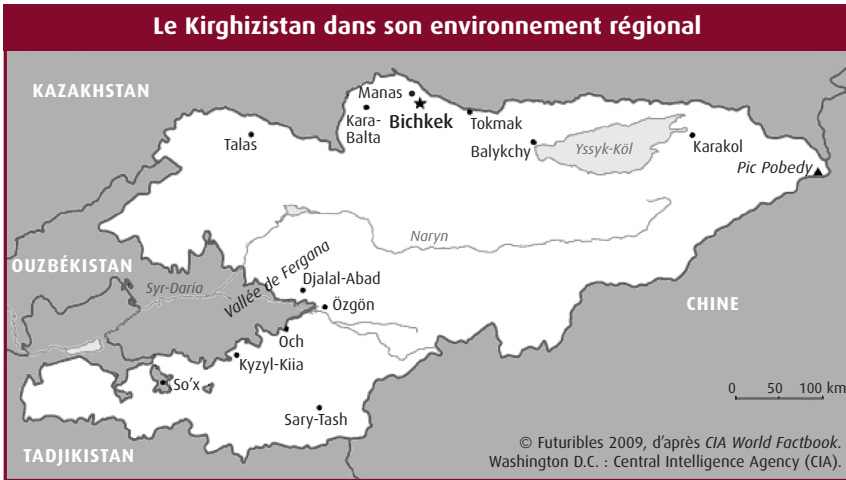 Le Kirghizistan dans son environnement régional
KAZAKHSTAN
Manas
Kara-
Balta
Bichkek
Tokmak
Talas
Balykchy
Yssyk-Köl
Karakol
Pic Pobedy
Naryn
OUZBÉKISTAN
Syr-Daria
Vallée de Fergana
Djalal-Abad
Özgön
CHINE
Och
Kyzyl-Kiia
So'x
Sary-Tash
0 50 100 km
TADJIKISTAN
© Futuribles 2009, d'après CIA World Factbook.
Washington D.C. : Central Intelligence Agency (CIA).